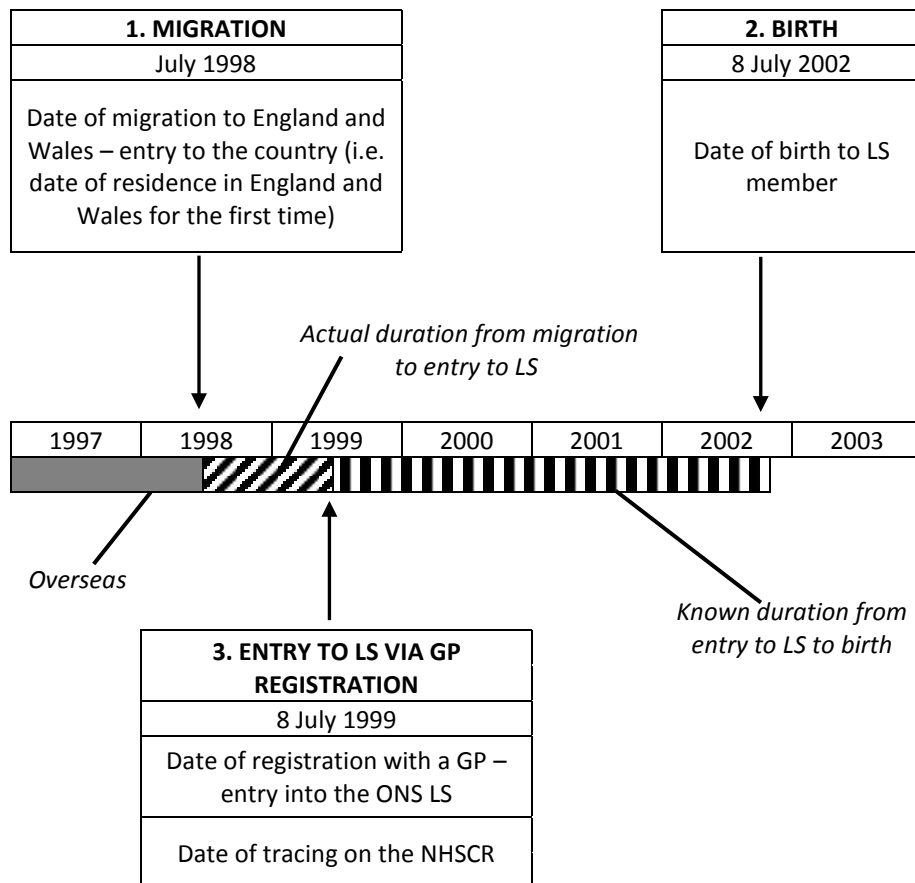 1. MIGRATION
July 1998
Date of migration to England and
Wales – entry to the country (i.e.
date of residence in England and
Wales for the first time)
2. BIRTH
8 July 2002
Date of birth to LS
member
Actual duration from migration
to entry to LS
1997 1998 1999 2000 2001 2002 2003
Overseas
Known duration from
entry to LS to birth
3. ENTRY TO LS VIA GP
REGISTRATION
8 July 1999
Date of registration with a GP –
entry into the ONS LS
Date of tracing on the NHSCR